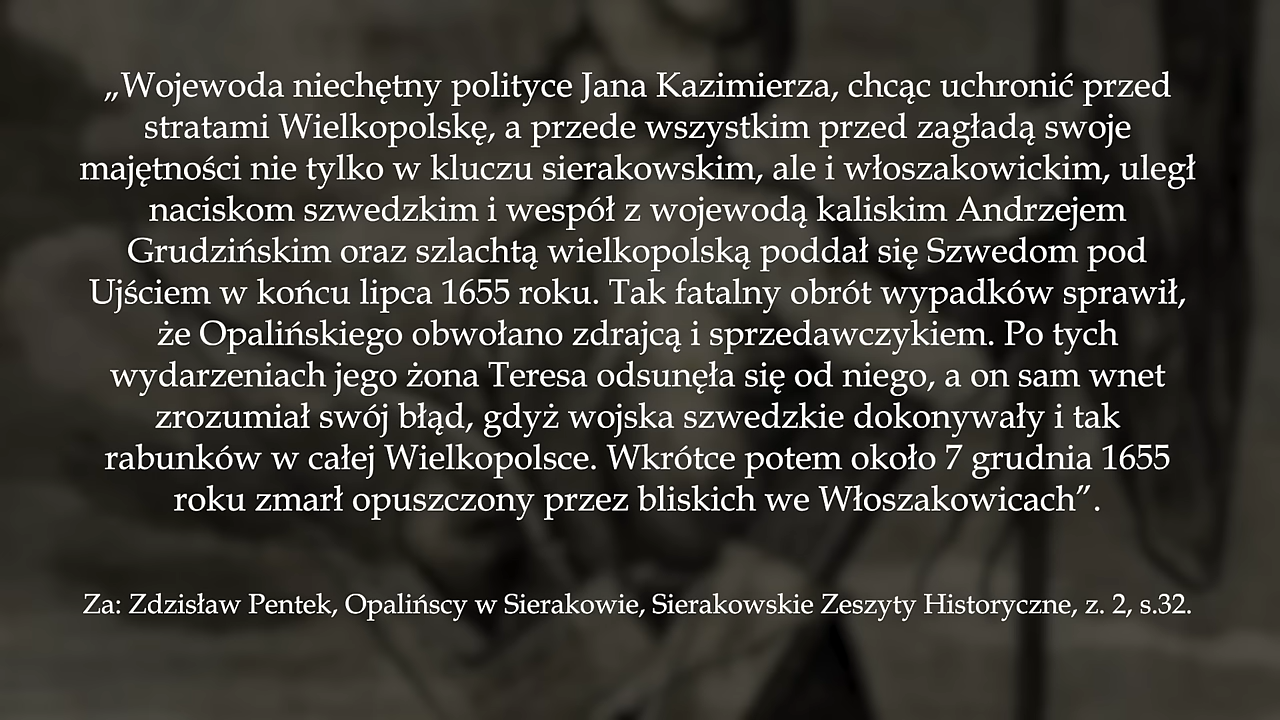 „Wojewoda niechętny polityce Jana Kazimierza, chcąc uchronić przed
stratami Wielkopolskę, a przede wszystkim przed zagładą swoje
majętności nie tylko w kluczu sierakowskim, ale i włoszakowickim, uległ
naciskom szwedzkim i wespół z wojewodą kaliskim Andrzejem
Grudzińskim oraz szlachtą wielkopolską poddał się Szwedom pod
Ujściem w końcu lipca 1655 roku. Tak fatalny obrót wypadków sprawił,
że Opalińskiego obwołano zdrajcą i sprzedawczykiem. Po tych
wydarzeniach jego żona Teresa odsunęła się od niego, a on sam wnet
zrozumiał swój błąd, gdyż wojska szwedzkie dokonywały i tak
rabunków w całej Wielkopolsce. Wkrótce potem około 7 grudnia 1655
roku zmarł opuszczony przez bliskich we Włoszakowicach”.
Za: Zdzisław Pentek, Opalińscy w Sierakowie, Sierakowskie Zeszyty Historyczne, z. 2, s.32.